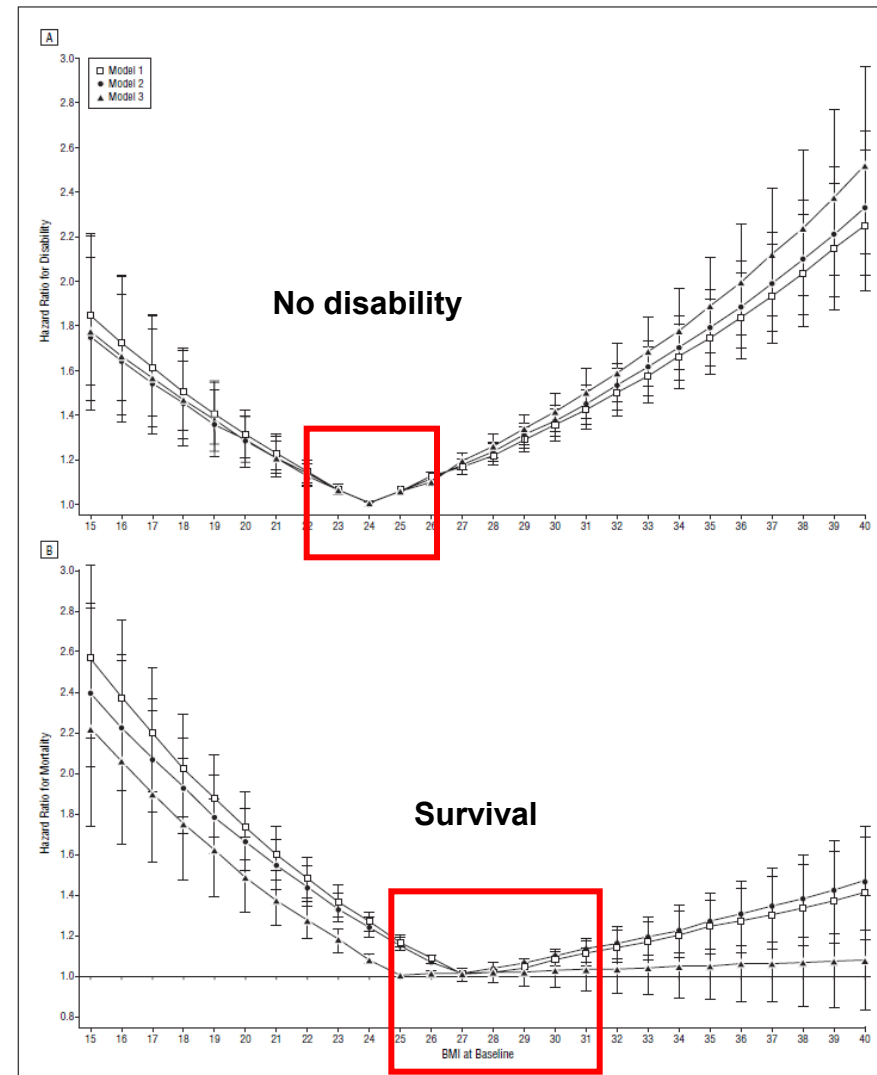 A
3.0
Model 1
Model 2
Model 3
2.8
2.6
2.4
2.2
2.0
1.8
1.6
1.4
1.2
1.0
Hazard Ratio for Disability
No disability
15 16 17 18 19 20 21 22 23 24 25 26 27 28 29 30 31 32 33 34 35 36 37 38 39 40
B
3.0
2.8
2.6
2.4
2.2
2.0
1.8
1.6
1.4
1.2
1.0
0.8
Hazard Ratio for Mortality
Survival
15 16 17 18 19 20 21 22 23 24 25 26 27 28 29 30 31 32 33 34 35 36 37 38 39 40
BMI at Baseline